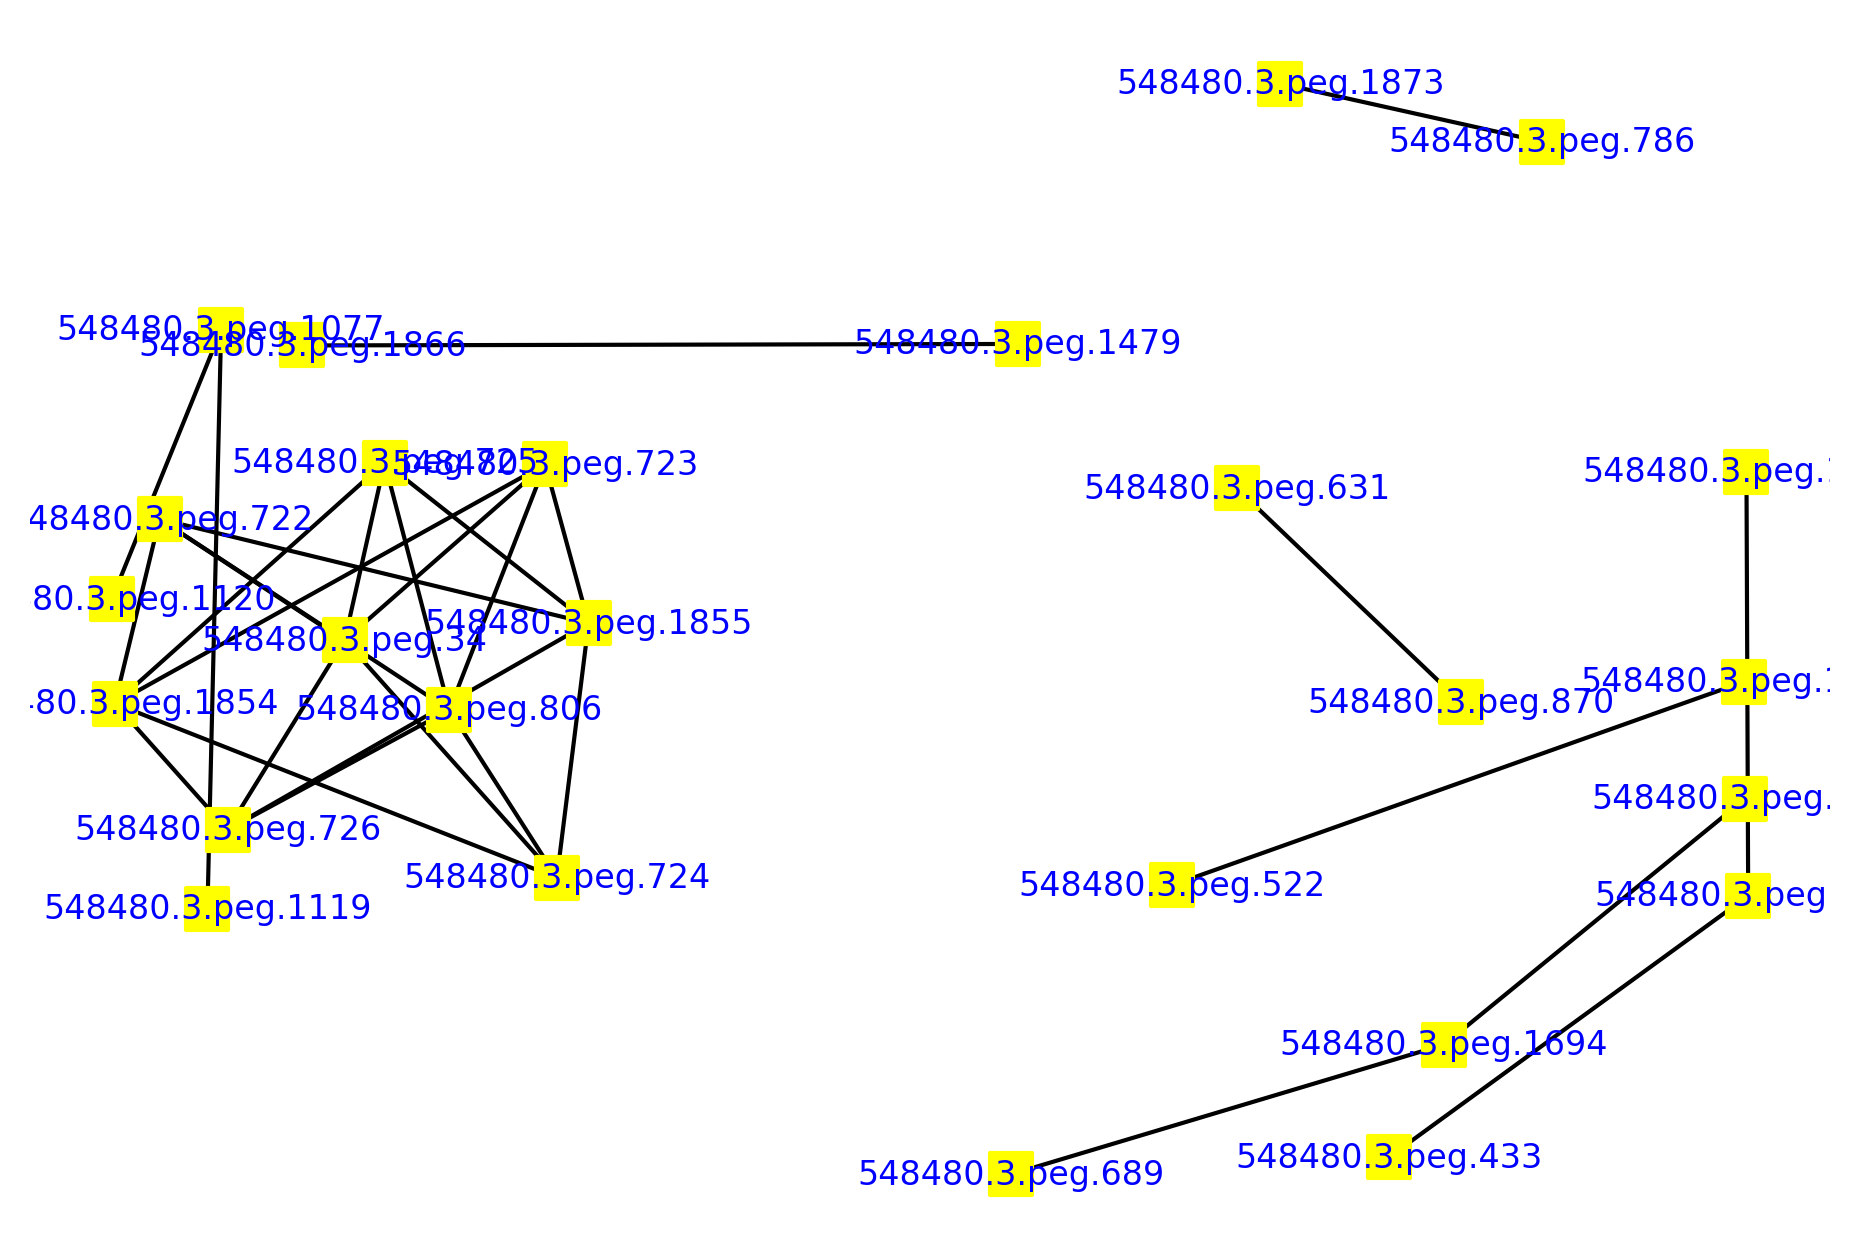 548480.3.peg.1873
548480.3.peg.786
548480.3.peg.1077
548480.3.peg.1866
548480.3.peg.1479
548480.3.peg.725
548480.3.peg.723
548480.3.peg.1
548480.3.peg.631
48480.3.peg.722
80.3.peg.1120
548480.3.peg.1855
548480.3.peg.34
548480.3.peg.1
548480.3.peg.870
80.3.peg.1854
548480.3.peg.806
548480.3.peg.
548480.3.peg.726
548480.3.peg.724
548480.3.peg.522
548480.3.peg
548480.3.peg.1119
548480.3.peg.1694
548480.3.peg.433
548480.3.peg.689